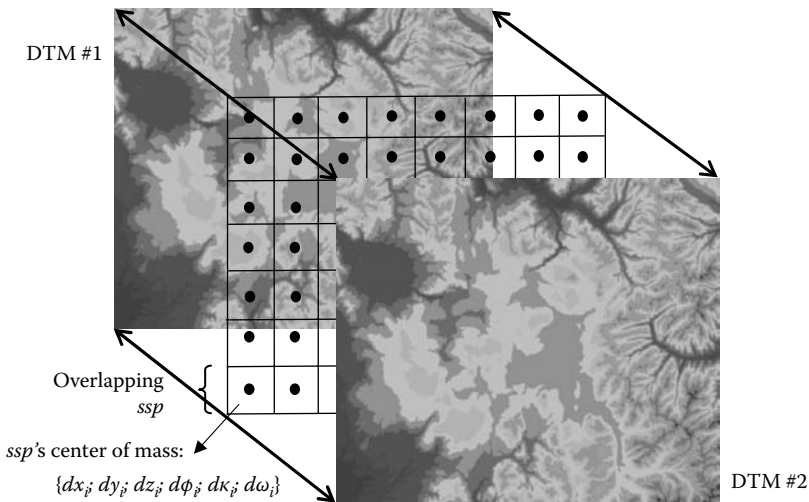 DTM #1
Overlapping
ssp
ssp's center of mass:
{dxᵢ; dyᵢ; dzᵢ; dϕᵢ; dκᵢ; dωᵢ}
DTM #2